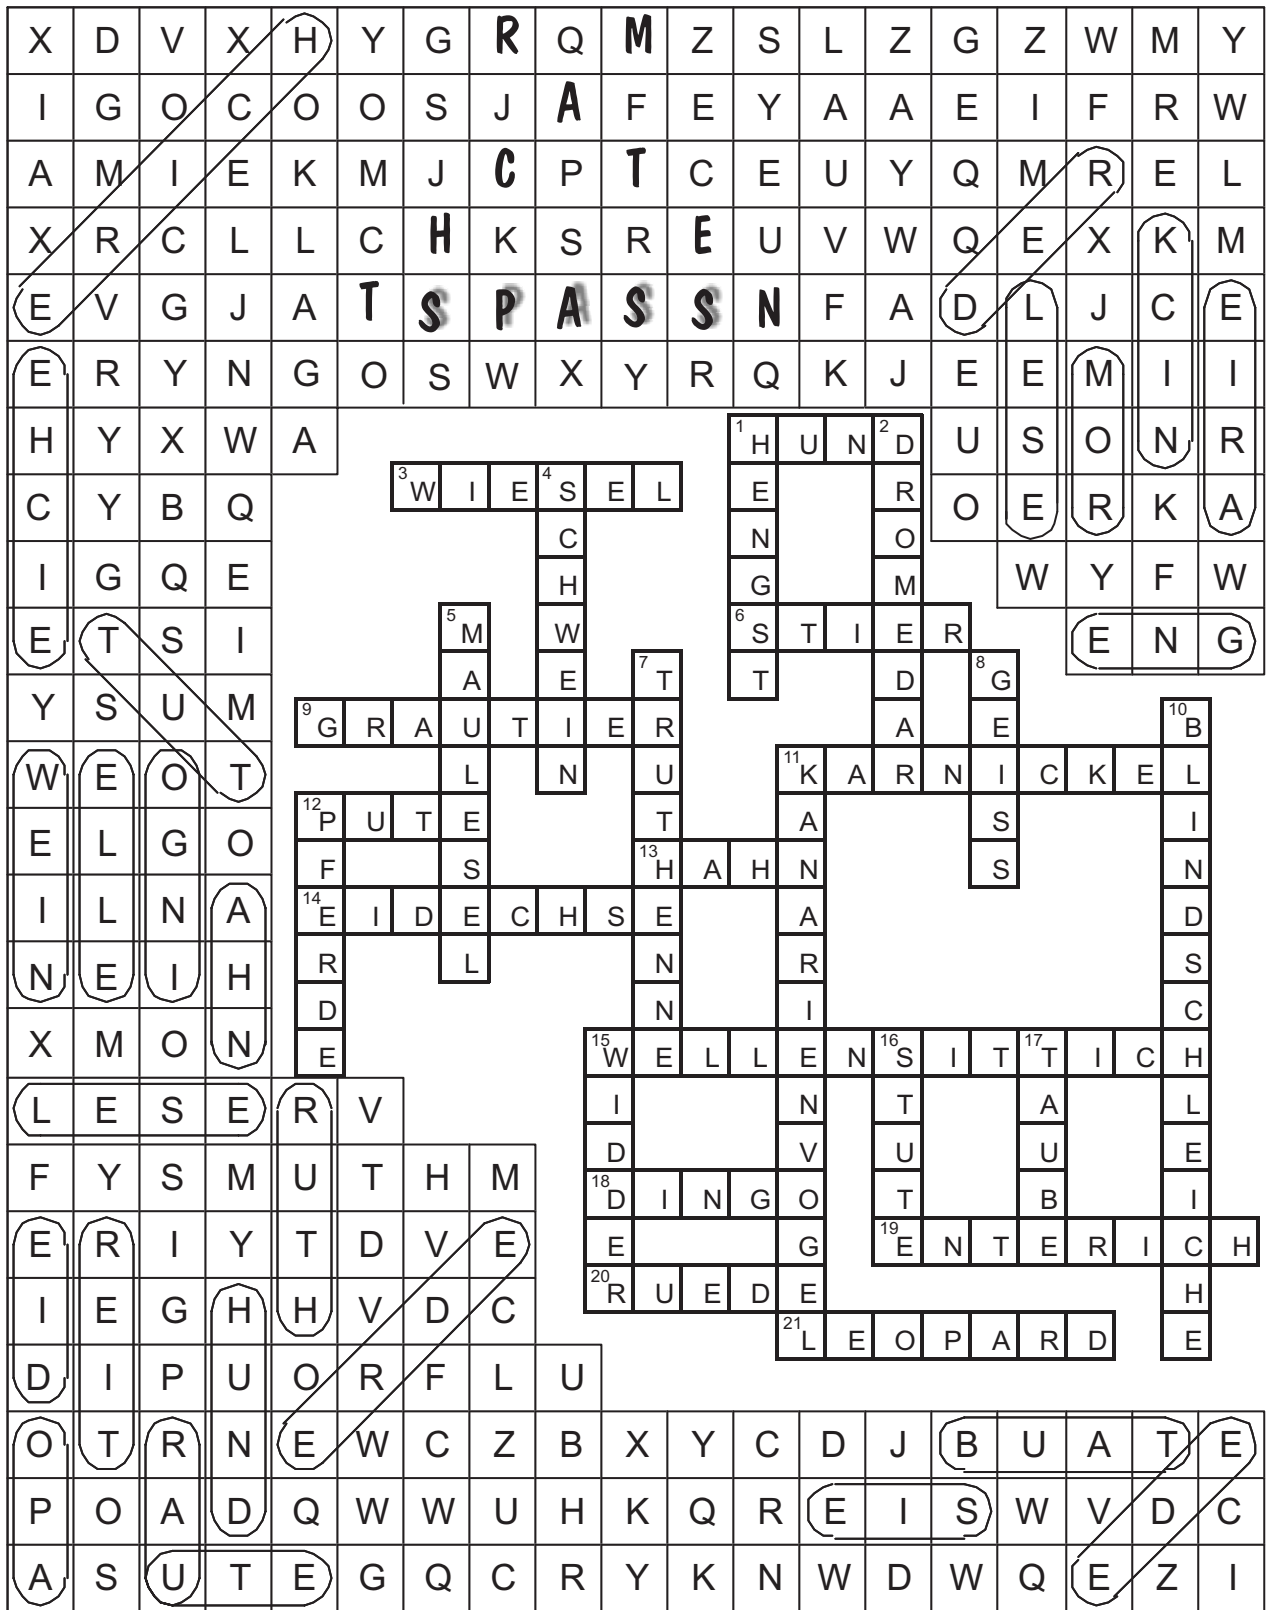 X D V X H Y G R Q M Z S L Z G Z W M Y
I G O C O O S J A F E Y A A E I F R W
A M I E K M J C P T C E U Y Q M R E L
X R C L L C H K S R E U V W Q E X K M
E V G J A T S P A S S N F A D L J C E
E R Y N G O S W X Y R Q K J E E M I I
H Y X W A 1 H U N 2 D U S O N R
C Y B Q 3 W I E 4 S E L E R O E R K A
C N O
I G Q E H G M W Y F W
E T S I 5 M W 6 S T I E R E N G
A E 7 T T D 8 G
Y S U M 9 G R A U T I E R A E 10 B
W E O T L N U 11 K A R N I C K E L
12 P U T E T A S I
E L G O F S 13 H A H N S N
I L N A 14 E I D E C H S E A D
R L N R S
N E I H D N I C
X M O N E 15 W E L L E N 16 S I T 17 T I C H
L E S E R V I N T A L
D V U U E
F Y S M U T H M 18 D I N G O T B I
E R I Y T D V E E G 19 E N T E R I C H
I E G H H V D C 20 R U E D E H
21 L E O P A R D E
D I P U O R F L U
O T R N E W C Z B X Y C D J B U A T E
P O A D Q W W U H K Q R E I S W V D C
A S U T E G Q C R Y K N W D W Q E Z I